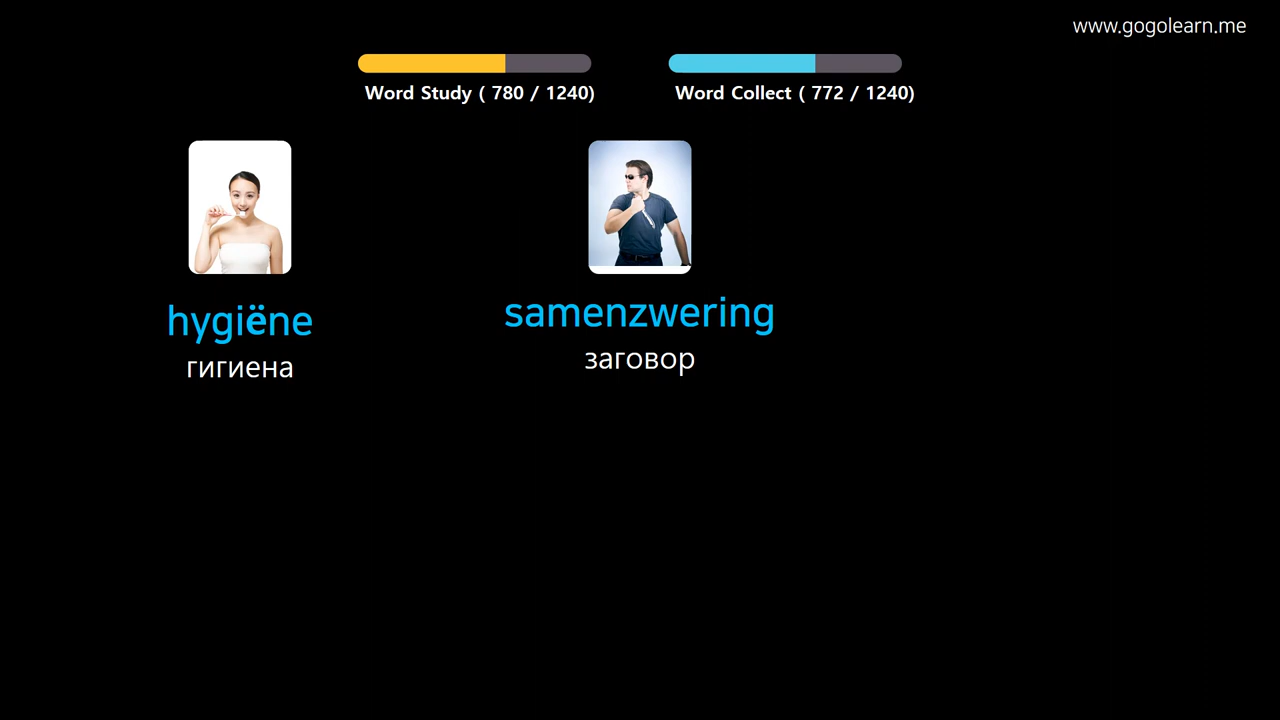 www.gogolearn.me
Word Study ( 780 / 1240)
Word Collect ( 772 / 1240)
hygiëne
гигиена
samenzwering
заговор